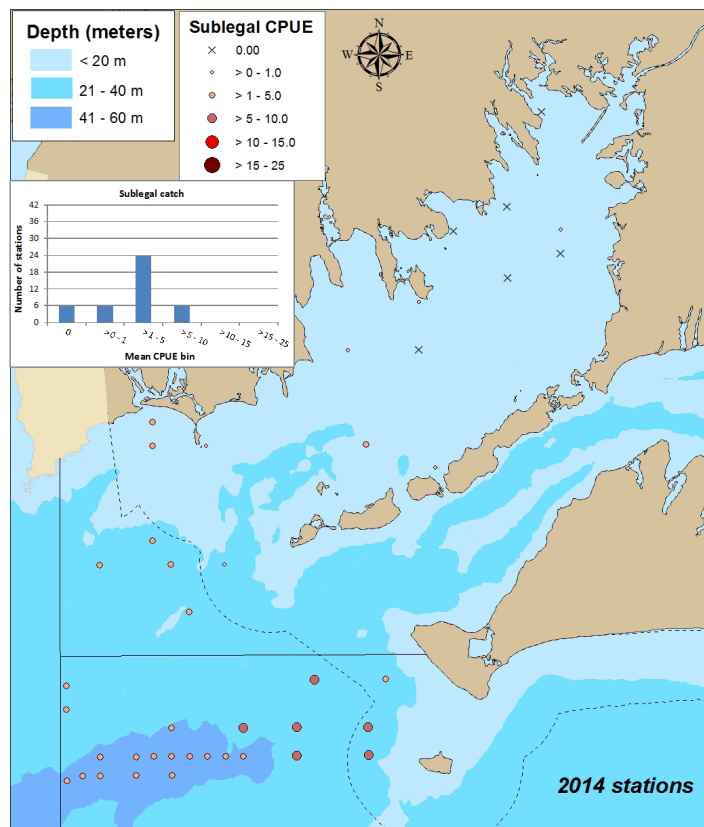 Depth (meters)
< 20 m
21 - 40 m
41 - 60 m
Sublegal CPUE
0.00
> 0 - 1.0
> 1 - 5.0
> 5 - 10.0
> 10 - 15.0
> 15 - 25
N
W E
S
Sublegal catch
Number of stations
42
36
30
24
18
12
6
0
0
>0 - 1
>1 - 5
>5 - 10
>10 - 15
>15 - 25
Mean CPUE bin
2014 stations